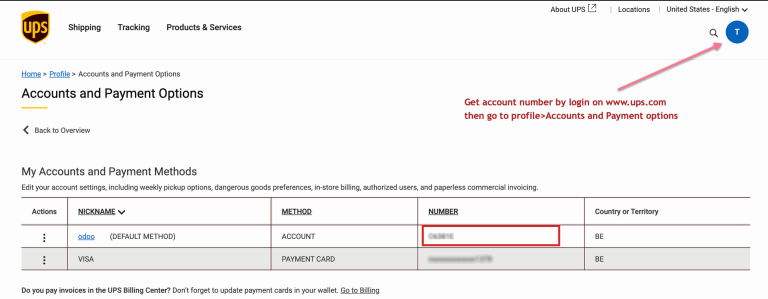 About UPS | Locations | United States - English
ups Shipping Tracking Products & Services
T
Home > Profile > Accounts and Payment Options
Accounts and Payment Options
Get account number by login on www.ups.com
then go to profile>Accounts and Payment options
Back to Overview
My Accounts and Payment Methods
Edit your account settings, including weekly pickup options, dangerous goods preferences, in-store billing, authorized users, and paperless commercial invoicing.
Actions NICKNAME METHOD NUMBER Country or Territory
odoo (DEFAULT METHOD) ACCOUNT BE
VISA PAYMENT CARD BE
Do you pay invoices in the UPS Billing Center? Don't forget to update payment cards in your wallet. Go to Billing